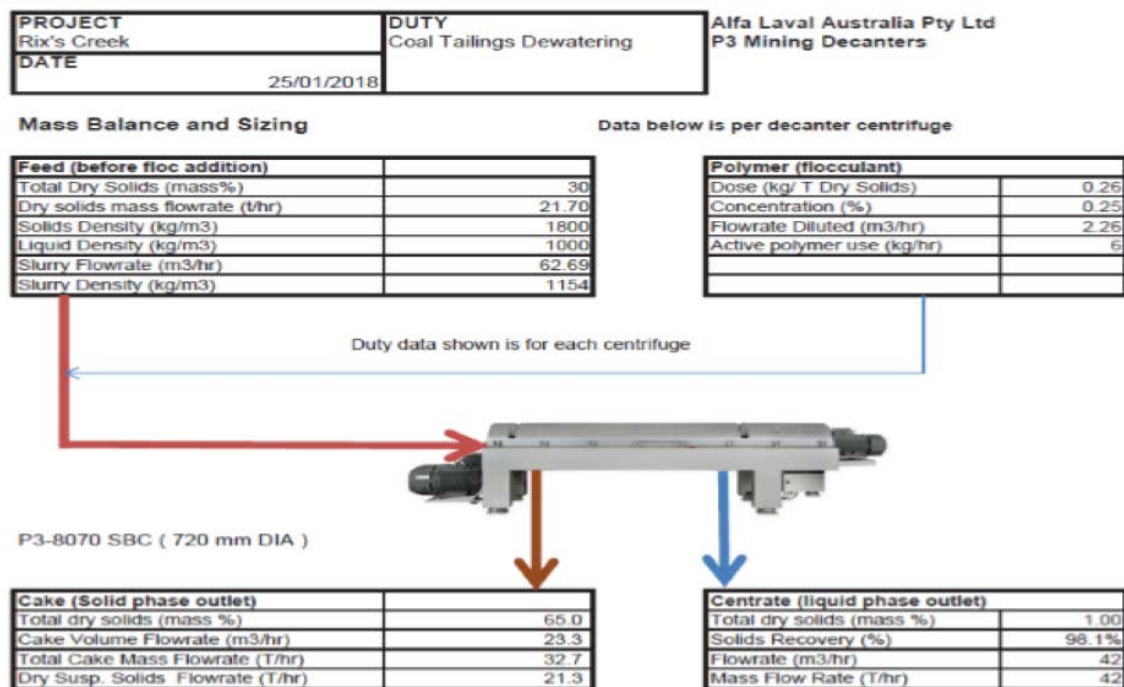 PROJECT
Rix's Creek
DUTY
Coal Tailings Dewatering
Alfa Laval Australia Pty Ltd
P3 Mining Decanters
DATE
25/01/2018
Mass Balance and Sizing
Data below is per decanter centrifuge
Feed (before floc addition)
Total Dry Solids (mass%) 30
Dry solids mass flowrate (t/hr) 21.70
Solids Density (kg/m3) 1800
Liquid Density (kg/m3) 1000
Slurry Flowrate (m3/hr) 62.69
Slurry Density (kg/m3) 1154
Polymer (flocculant)
Dose (kg/ T Dry Solids) 0.26
Concentration (%) 0.25
Flowrate Diluted (m3/hr) 2.26
Active polymer use (kg/hr) 6
Duty data shown is for each centrifuge
P3-8070 SBC ( 720 mm DIA )
Cake (Solid phase outlet)
Total dry solids (mass %) 65.0
Cake Volume Flowrate (m3/hr) 23.3
Total Cake Mass Flowrate (T/hr) 32.7
Dry Susp. Solids Flowrate (T/hr) 21.3
Centrate (liquid phase outlet)
Total dry solids (mass %) 1.00
Solids Recovery (%) 98.1%
Flowrate (m3/hr) 42
Mass Flow Rate (T/hr) 42